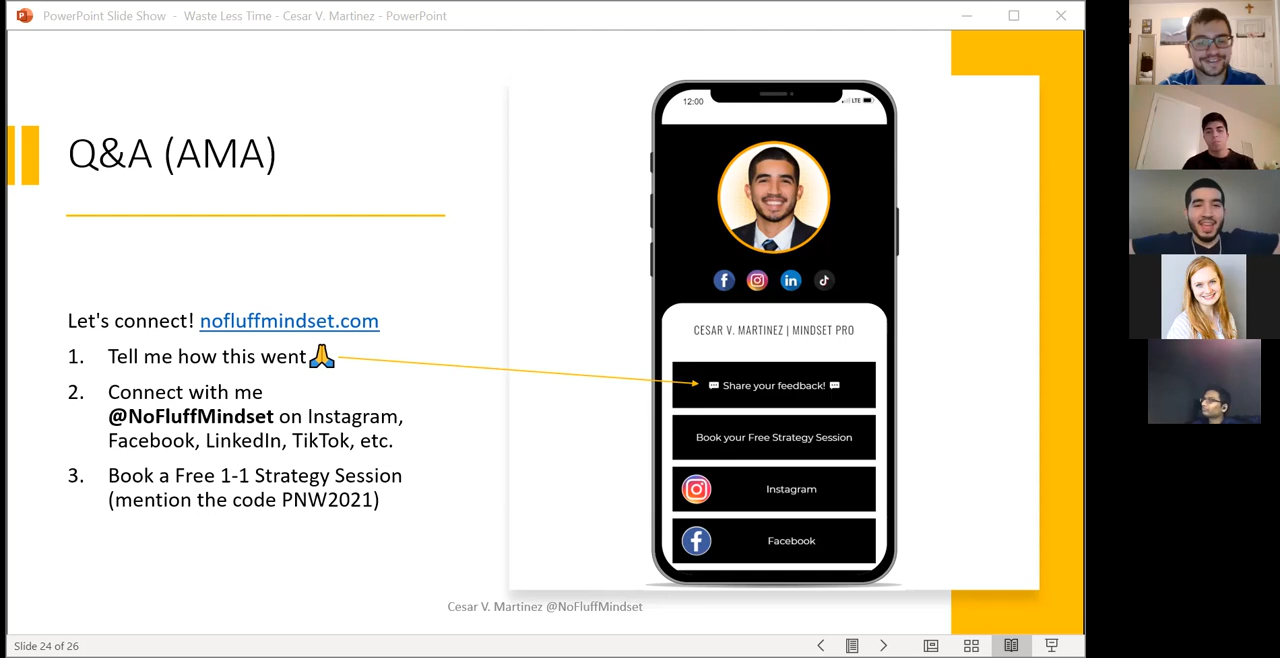 PowerPoint Slide Show - Waste Less Time - Cesar V. Martinez - PowerPoint
Q&A (AMA)
Let's connect! nofluffmindset.com
1. Tell me how this went🙏
2. Connect with me
@NoFluffMindset on Instagram,
Facebook, LinkedIn, TikTok, etc.
3. Book a Free 1-1 Strategy Session
(mention the code PNW2021)
12:00
LTE
CESAR V. MARTINEZ | MINDSET PRO
💬 Share your feedback! 💬
Book your Free Strategy Session
Instagram
Facebook
Cesar V. Martinez @NoFluffMindset
Slide 24 of 26